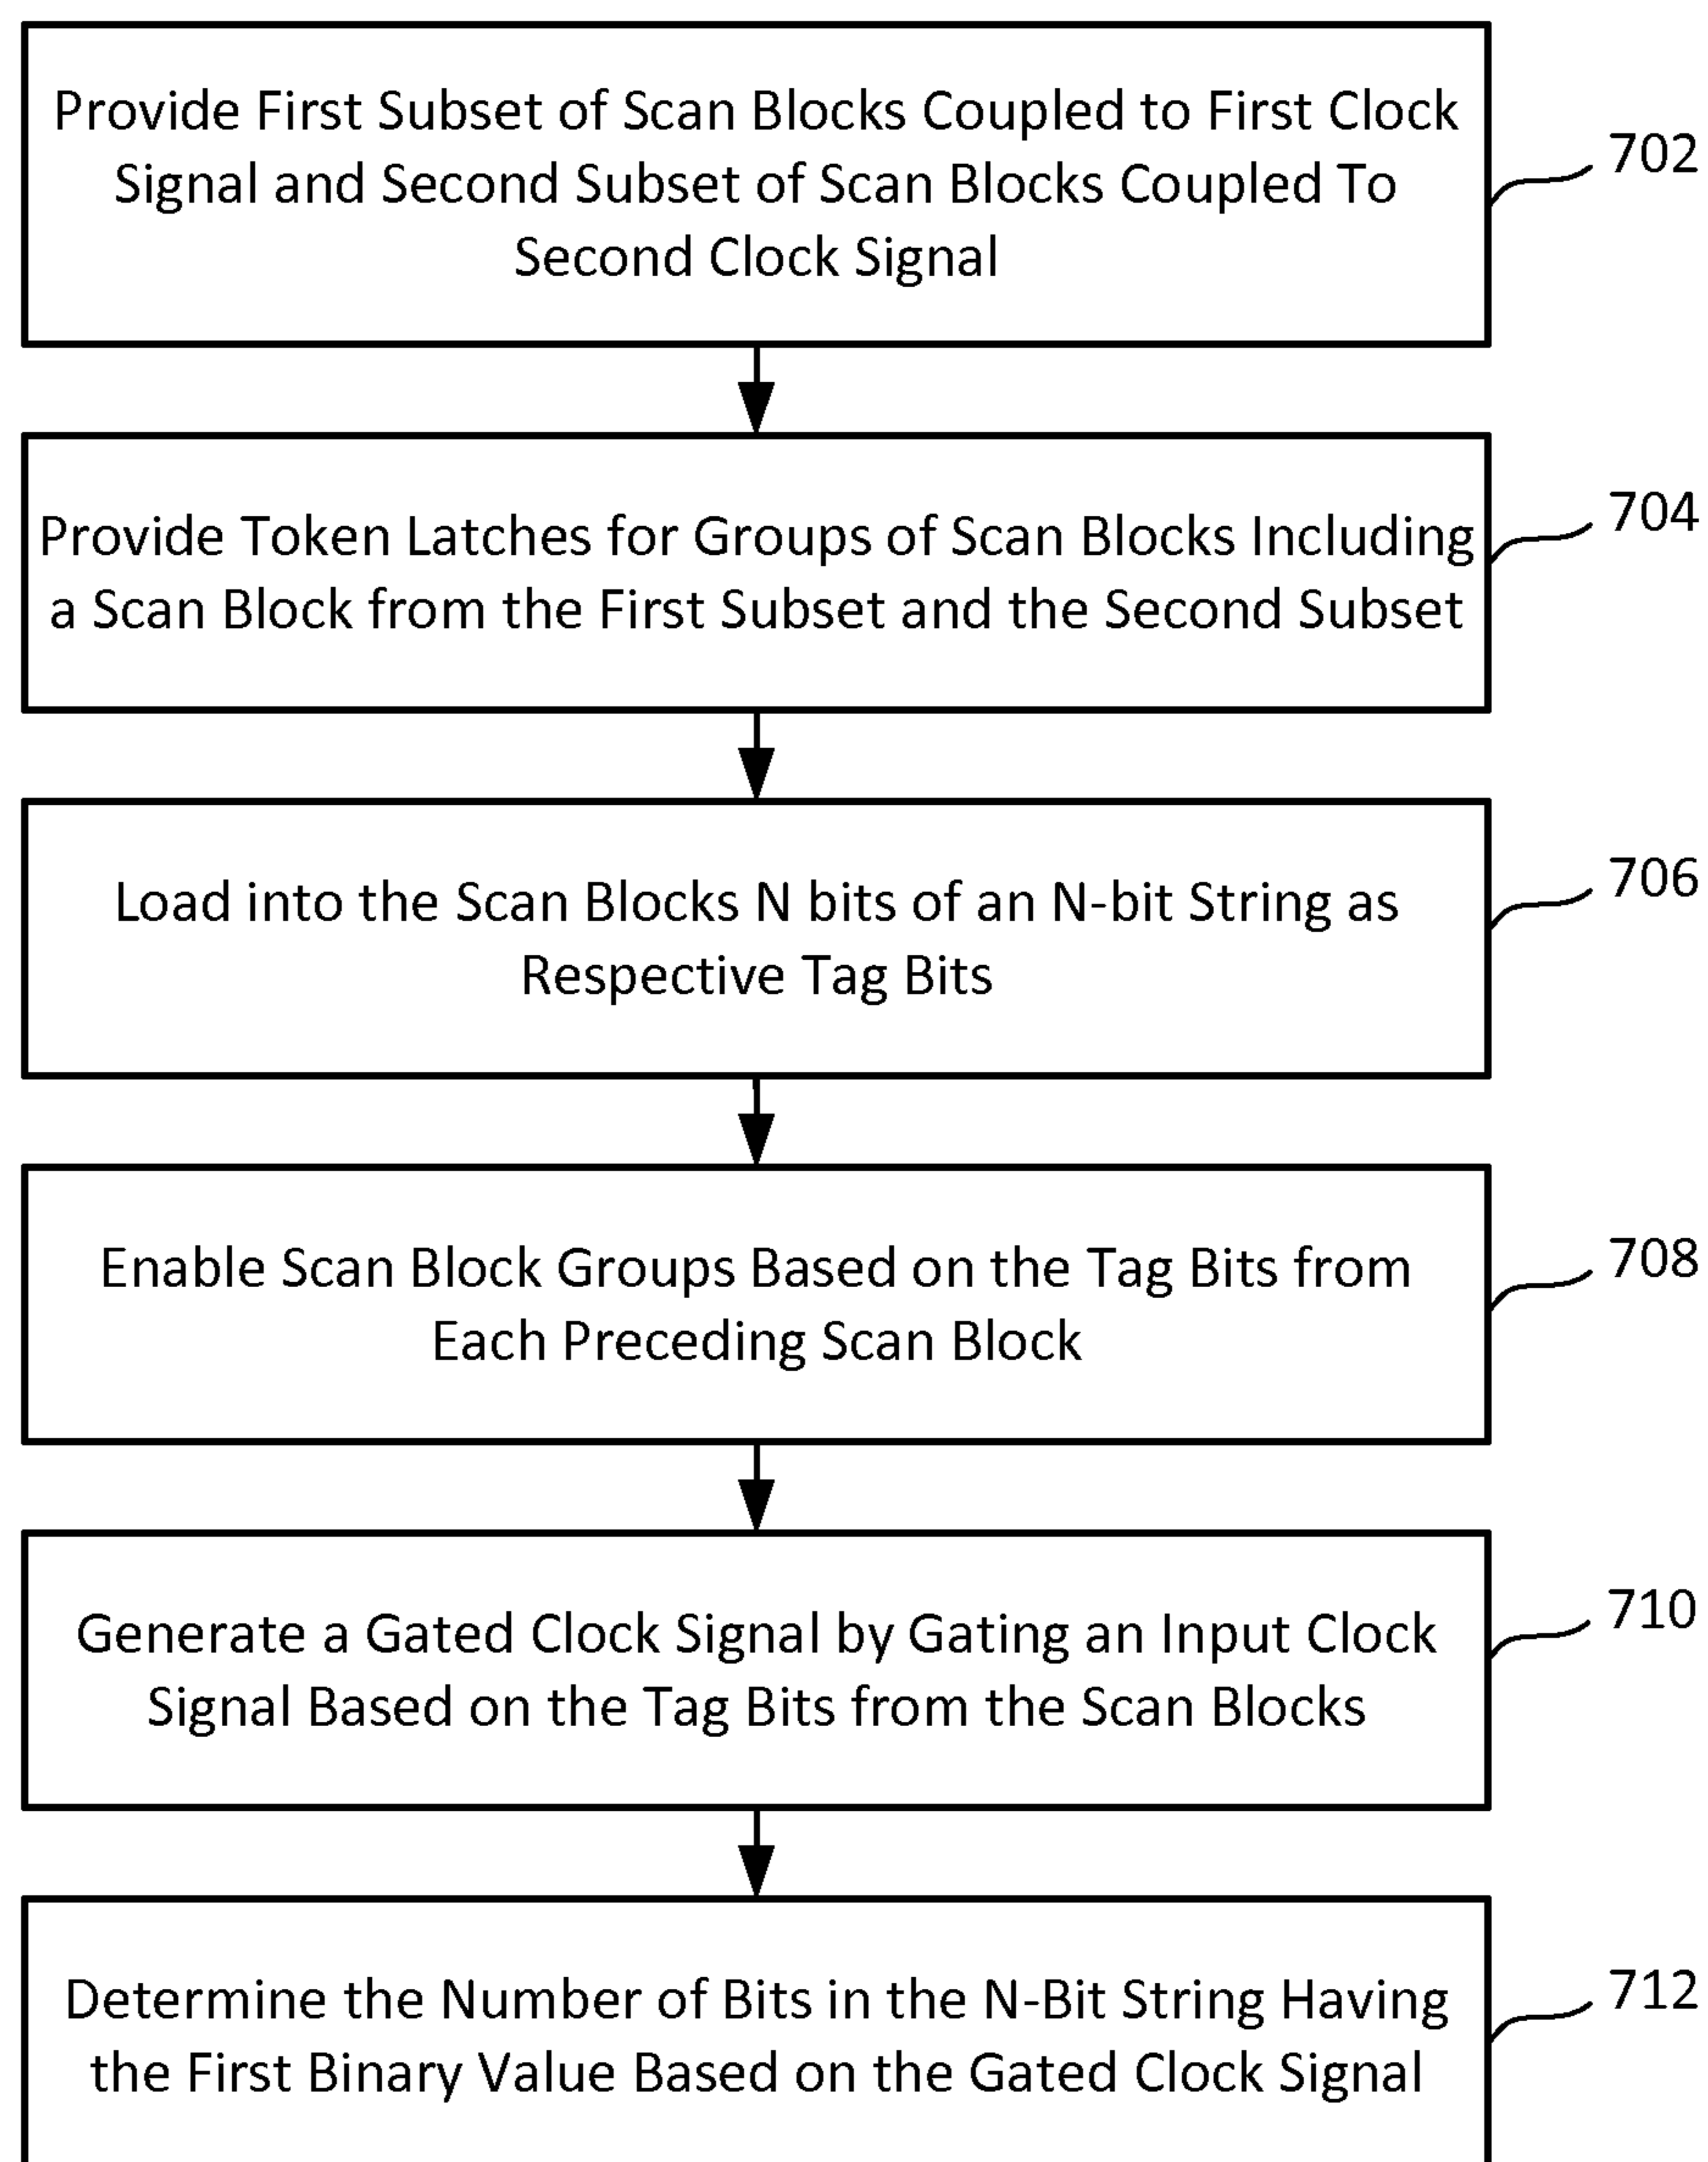 Provide First Subset of Scan Blocks Coupled to First Clock
Signal and Second Subset of Scan Blocks Coupled To
Second Clock Signal
702
Provide Token Latches for Groups of Scan Blocks Including
a Scan Block from the First Subset and the Second Subset
704
Load into the Scan Blocks N bits of an N-bit String as
Respective Tag Bits
706
Enable Scan Block Groups Based on the Tag Bits from
Each Preceding Scan Block
708
Generate a Gated Clock Signal by Gating an Input Clock
Signal Based on the Tag Bits from the Scan Blocks
710
Determine the Number of Bits in the N-Bit String Having
the First Binary Value Based on the Gated Clock Signal
712